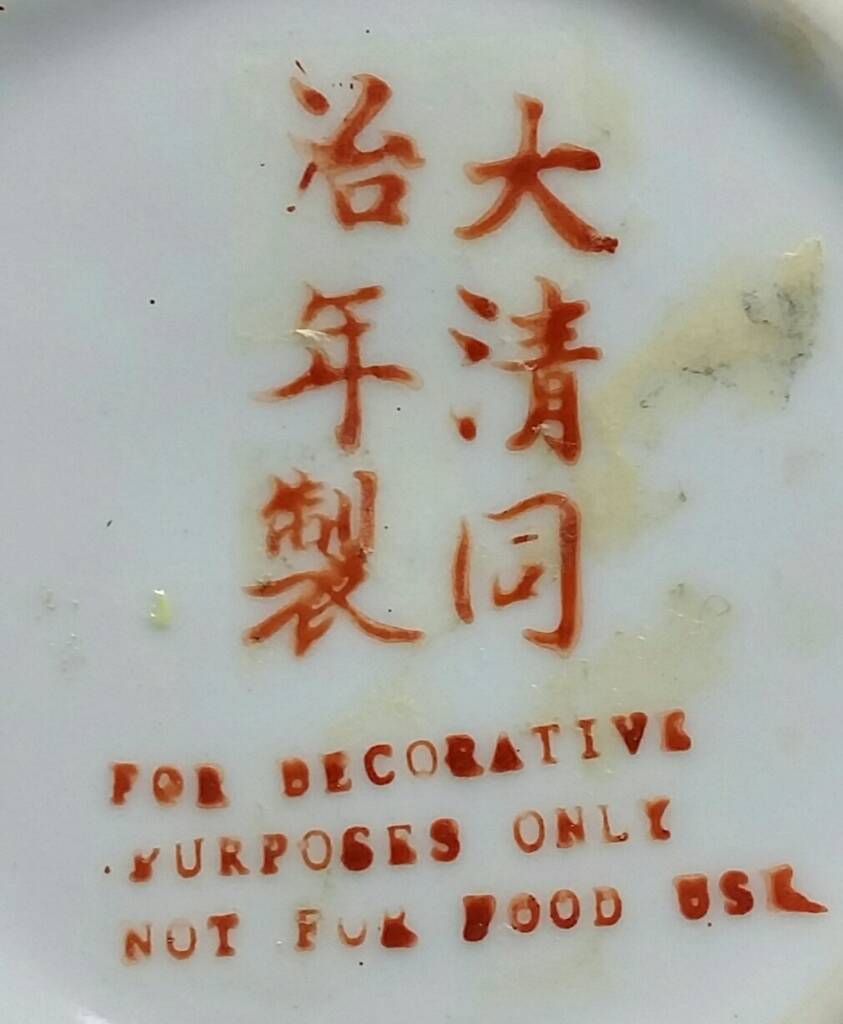 大清同
治年製
FOR DECORATIVE
PURPOSES ONLY
NOT FOR FOOD USE